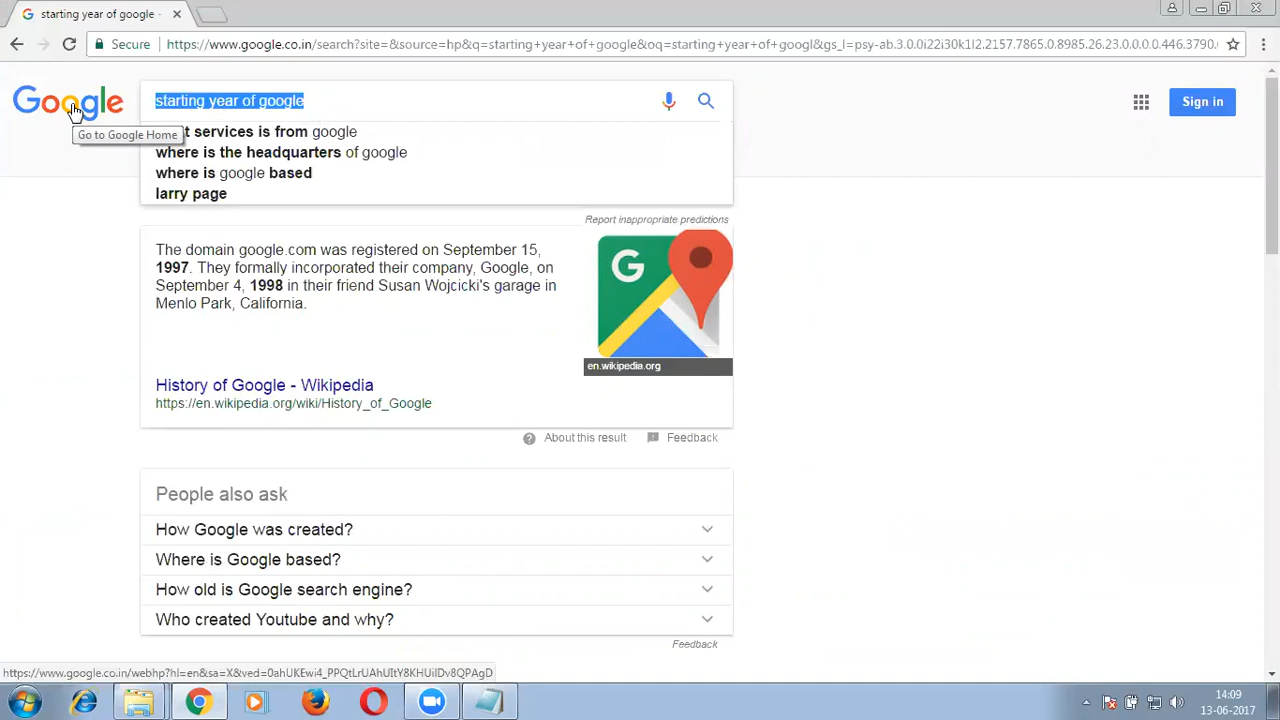 starting year of google -
Secure
https://www.google.co.in/search?site=&source=hp&q=starting+year+of+google&oq=starting+year+of+googl&gs_l=psy-ab.3.0.0i22i30k1l2.2157.7865.0.8985.26.23.0.0.0.0.446.3790.
Google
starting year of google
Sign in
Go to Google Home
t services is from google
where is the headquarters of google
where is google based
larry page
Report inappropriate predictions
The domain google.com was registered on September 15,
1997. They formally incorporated their company, Google, on
September 4, 1998 in their friend Susan Wojcicki's garage in
Menlo Park, California.
G
en.wikipedia.org
History of Google - Wikipedia
https://en.wikipedia.org/wiki/History_of_Google
About this result
Feedback
People also ask
How Google was created?
Where is Google based?
How old is Google search engine?
Who created Youtube and why?
Feedback
https://www.google.co.in/webhp?hl=en&sa=X&ved=0ahUKEwi4_PPQtLrUAhUItY8KHUiIDv8QPAgD
14:09
13-06-2017